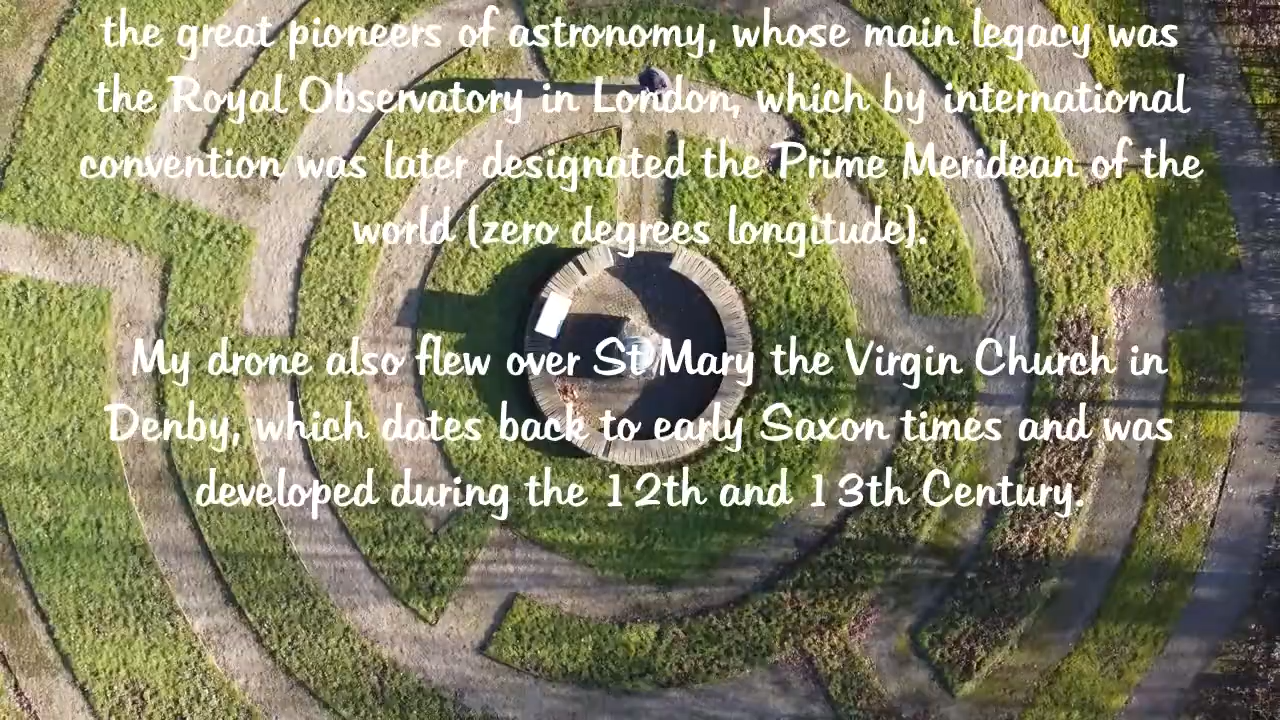 the great pioneers of astronomy, whose main legacy was
the Royal Observatory in London, which by international
convention was later designated the Prime Meridean of the
world (zero degrees longitude).
My drone also flew over St Mary the Virgin Church in
Denby, which dates back to early Saxon times and was
developed during the 12th and 13th Century.